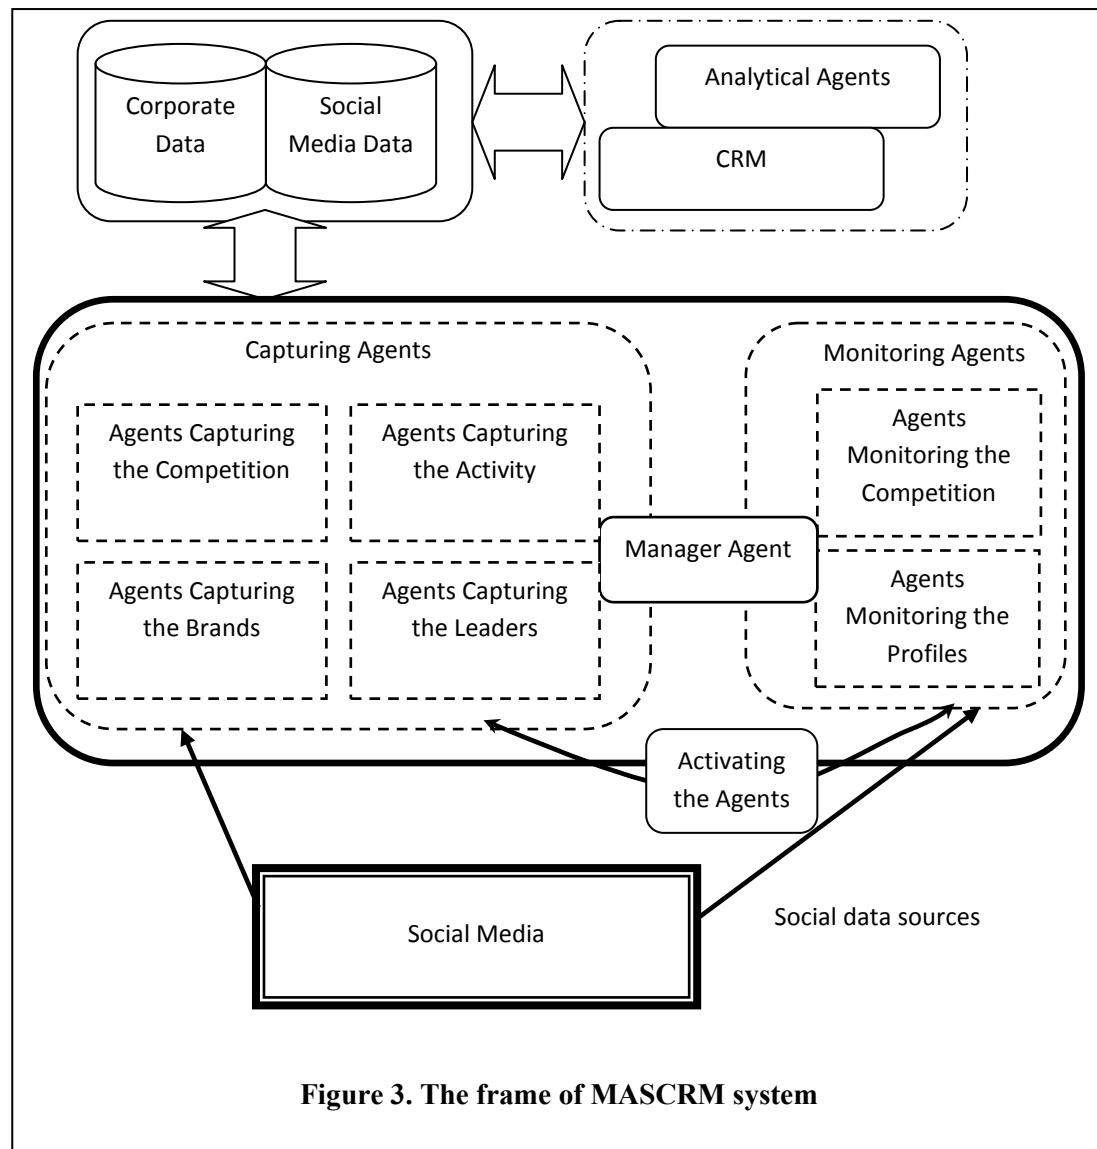 Corporate
Data
Social
Media Data
Analytical Agents
CRM
Capturing Agents
Agents Capturing
the Competition
Agents Capturing
the Activity
Agents Capturing
the Brands
Agents Capturing
the Leaders
Manager Agent
Monitoring Agents
Agents
Monitoring the
Competition
Agents
Monitoring the
Profiles
Activating
the Agents
Social Media
Social data sources
Figure 3. The frame of MASCRM system